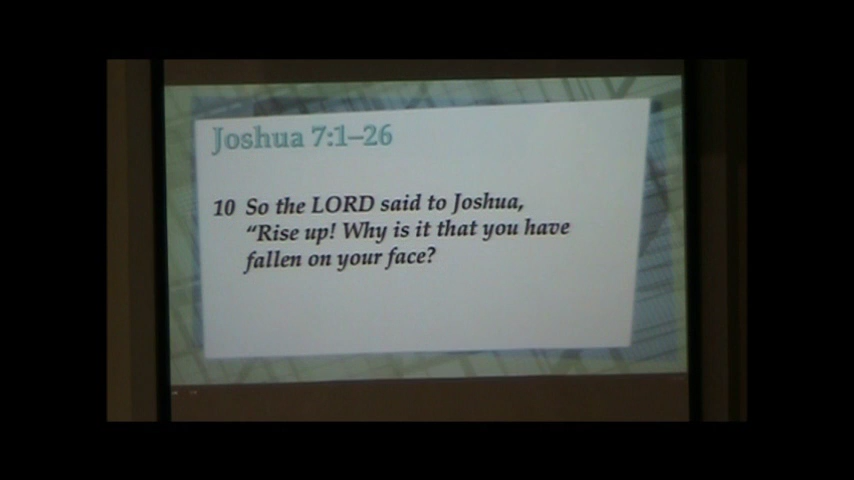 Joshua 7:1–26
10 So the LORD said to Joshua,
“Rise up! Why is it that you have
fallen on your face?